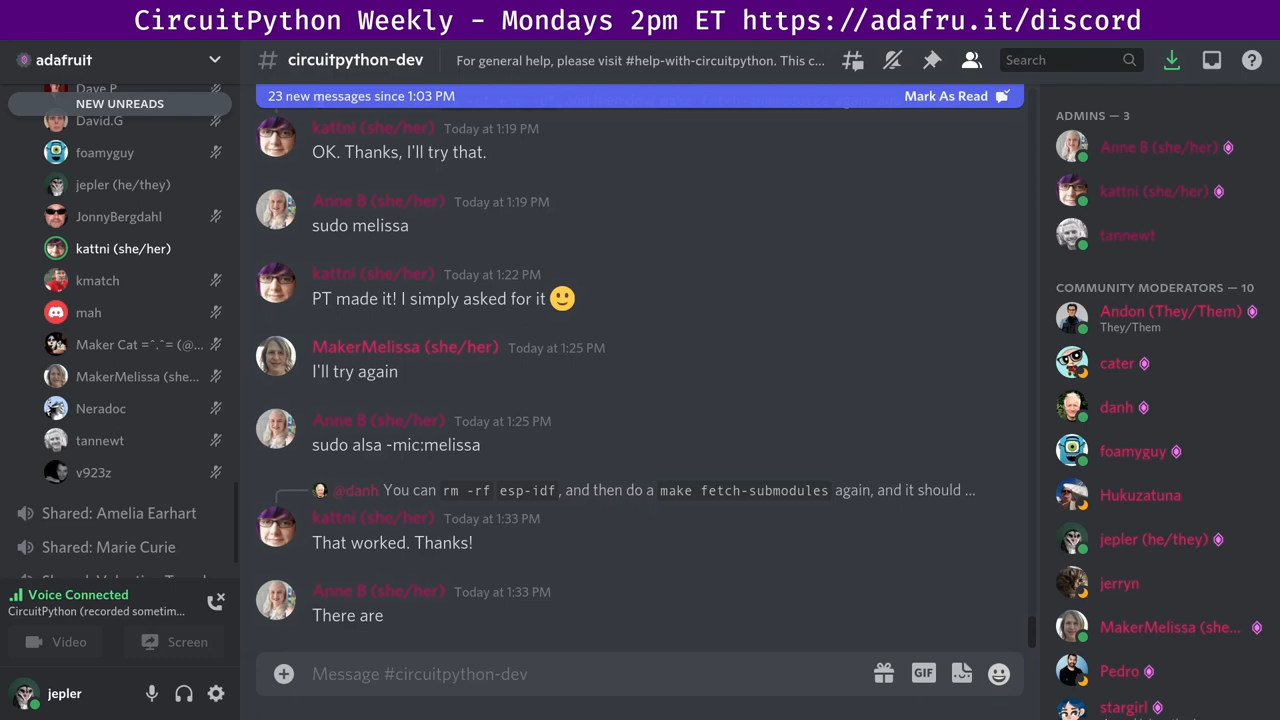 CircuitPython Weekly - Mondays 2pm ET https://adafru.it/discord
adafruit
Dave P
NEW UNREADS
David.G
foamyguy
jepler (he/they)
JonnyBergdahl
kattni (she/her)
kmatch
mah
Maker Cat =^.^= (@...
MakerMelissa (she...
Neradoc
tannewt
v923z
Shared: Amelia Earhart
Shared: Marie Curie
Voice Connected
CircuitPython (recorded sometim...
Video
Screen
jepler
circuitpython-dev
For general help, please visit #help-with-circuitpython. This c...
Search
23 new messages since 1:03 PM
Mark As Read
kattni (she/her) Today at 1:19 PM
OK. Thanks, I'll try that.
Anne B (she/her) Today at 1:19 PM
sudo melissa
kattni (she/her) Today at 1:22 PM
PT made it! I simply asked for it 🙂
MakerMelissa (she/her) Today at 1:25 PM
I'll try again
Anne B (she/her) Today at 1:25 PM
sudo alsa -mic:melissa
@danh You can rm -rf esp-idf, and then do a make fetch-submodules again, and it should ...
kattni (she/her) Today at 1:33 PM
That worked. Thanks!
Anne B (she/her) Today at 1:33 PM
There are
Message #circuitpython-dev
GIF
ADMINS — 3
Anne B (she/her)
kattni (she/her)
tannewt
COMMUNITY MODERATORS — 10
Andon (They/Them)
They/Them
cater
danh
foamyguy
Hukuzatuna
jepler (he/they)
jerryn
MakerMelissa (she...
Pedro
stargirl